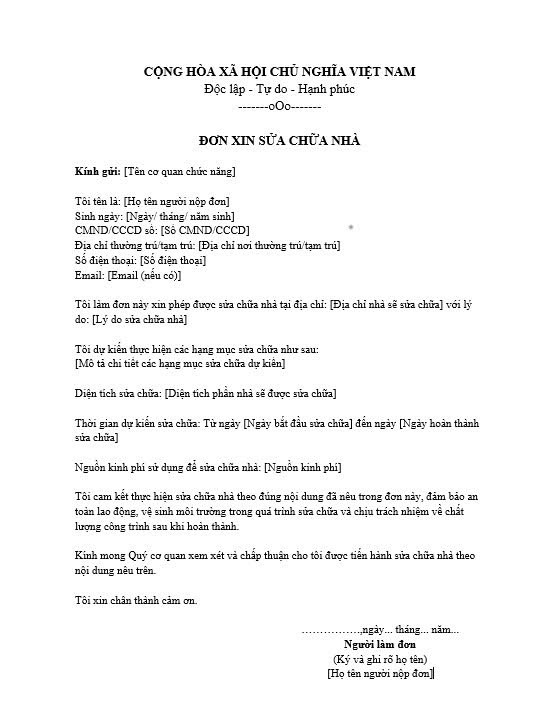 CỘNG HÒA XÃ HỘI CHỦ NGHĨA VIỆT NAM
Độc lập - Tự do - Hạnh phúc
-------oOo-------
ĐƠN XIN SỬA CHỮA NHÀ
Kính gửi: [Tên cơ quan chức năng]
Tôi tên là: [Họ tên người nộp đơn]
Sinh ngày: [Ngày/ tháng/ năm sinh]
CMND/CCCD số: [Số CMND/CCCD]
Địa chỉ thường trú/tạm trú: [Địa chỉ nơi thường trú/tạm trú]
Số điện thoại: [Số điện thoại]
Email: [Email (nếu có)]
Tôi làm đơn này xin phép được sửa chữa nhà tại địa chỉ: [Địa chỉ nhà sẽ sửa chữa] với lý
do: [Lý do sửa chữa nhà]
Tôi dự kiến thực hiện các hạng mục sửa chữa như sau:
[Mô tả chi tiết các hạng mục sửa chữa dự kiến]
Diện tích sửa chữa: [Diện tích phần nhà sẽ được sửa chữa]
Thời gian dự kiến sửa chữa: Từ ngày [Ngày bắt đầu sửa chữa] đến ngày [Ngày hoàn thành
sửa chữa]
Nguồn kinh phí sử dụng để sửa chữa nhà: [Nguồn kinh phí]
Tôi cam kết thực hiện sửa chữa nhà theo đúng nội dung đã nêu trong đơn này, đảm bảo an
toàn lao động, vệ sinh môi trường trong quá trình sửa chữa và chịu trách nhiệm về chất
lượng công trình sau khi hoàn thành.
Kính mong Quý cơ quan xem xét và chấp thuận cho tôi được tiến hành sửa chữa nhà theo
nội dung nêu trên.
Tôi xin chân thành cảm ơn.
…………….,ngày... tháng... năm...
Người làm đơn
(Ký và ghi rõ họ tên)
[Họ tên người nộp đơn]